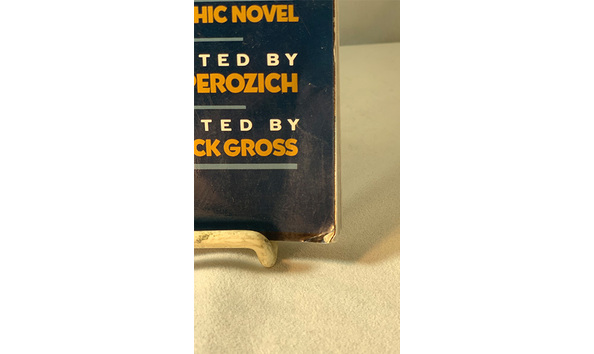 HIC NOVEL
TED BY
PEROZICH
TED BY
CK GROSS